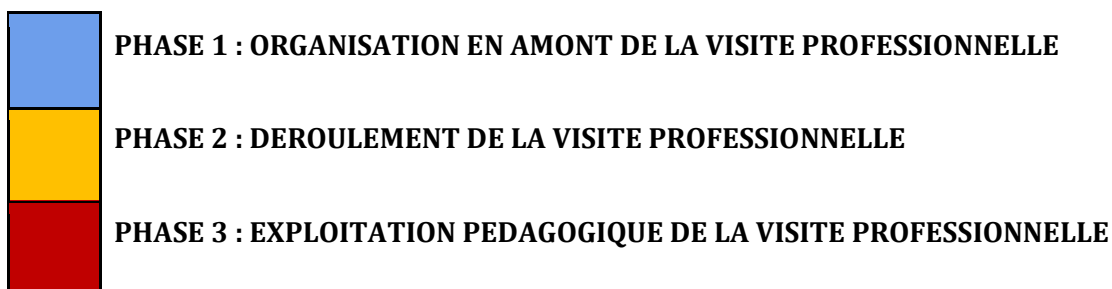 PHASE 1 : ORGANISATION EN AMONT DE LA VISITE PROFESSIONNELLE
PHASE 2 : DEROULEMENT DE LA VISITE PROFESSIONNELLE
PHASE 3 : EXPLOITATION PEDAGOGIQUE DE LA VISITE PROFESSIONNELLE